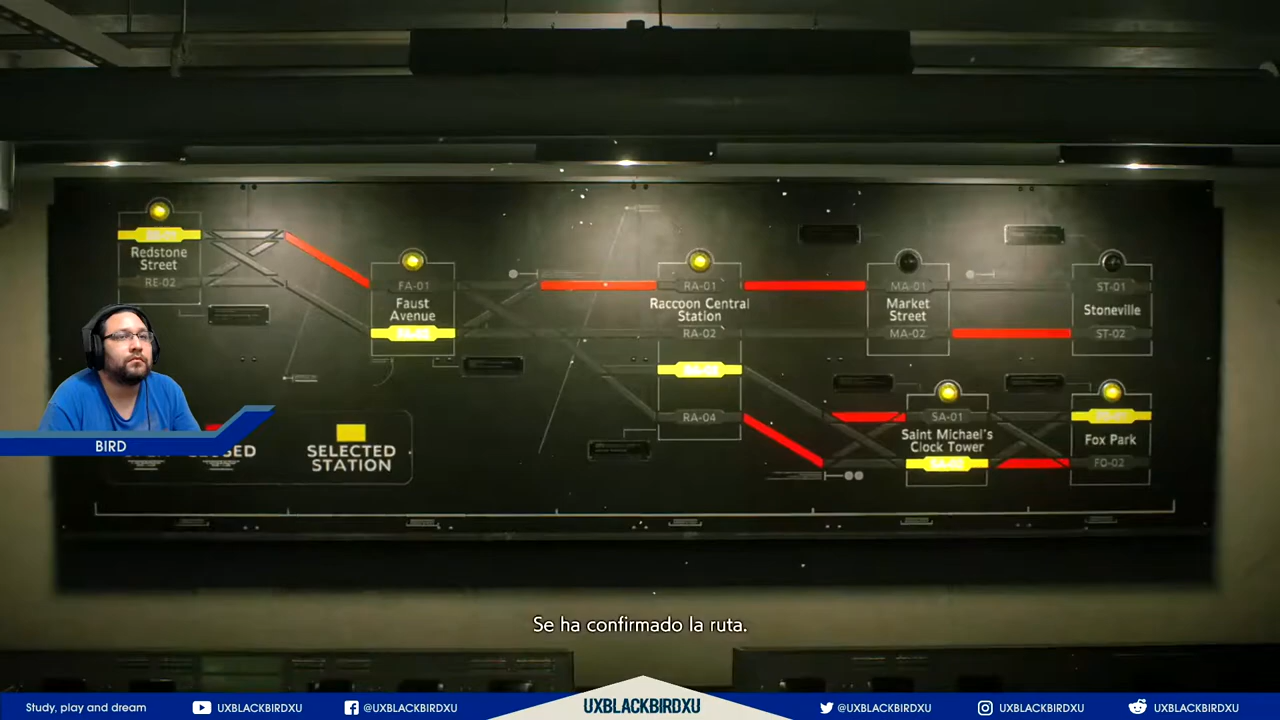 Redstone
Street
RE-02
FA-01
Faust
Avenue
RA-01
Raccoon Central
Station
RA-02
RA-04
MA-01
Market
Street
MA-02
ST-01
Stoneville
ST-02
SA-01
Saint Michael's
Clock Tower
Fox Park
FO-02
SELECTED
STATION
BIRD
Se ha confirmado la ruta.
Study, play and dream
UXBLACKBIRDXU
@UXBLACKBIRDXU
UXBLACKBIRDXU
@UXBLACKBIRDXU
UXBLACKBIRDXU
UXBLACKBIRDXU